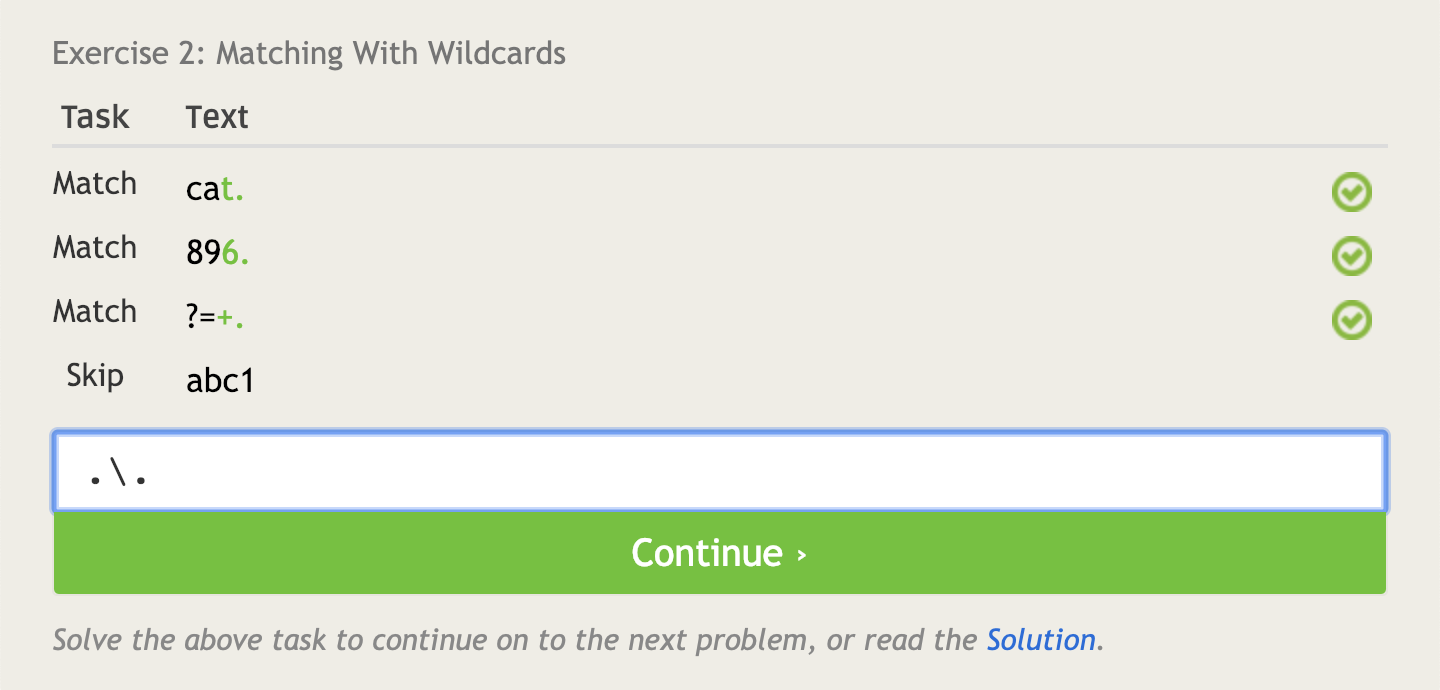 Exercise 2: Matching With Wildcards
Task Text
Match cat.
Match 896.
Match ?=+.
Skip abc1
.\.
Continue ›
Solve the above task to continue on to the next problem, or read the Solution.